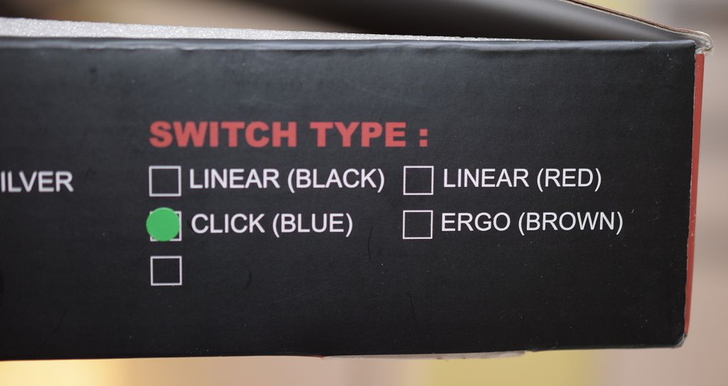 SWITCH TYPE :
ILVER LINEAR (BLACK) LINEAR (RED)
CLICK (BLUE) ERGO (BROWN)